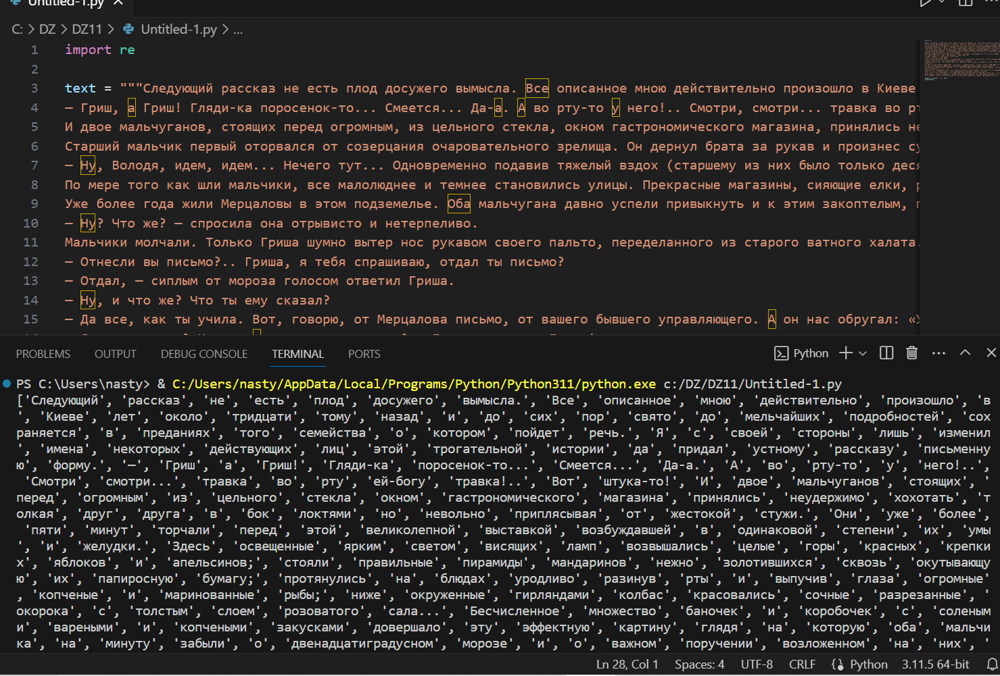 Untitled-1.py
C: > DZ > DZ11 > Untitled-1.py > ...
1 import re
2
3 text = """Следующий рассказ не есть плод досужего вымысла. Все описанное мною действительно произошло в Киеве
4 — Гриш, а Гриш! Гляди-ка поросенок-то... Смеется... Да-а. А во рту-то у него!.. Смотри, смотри... травка во
5 И двое мальчуганов, стоящих перед огромным, из цельного стекла, окном гастрономического магазина, принялись
6 Старший мальчик первый оторвался от созерцания очаровательного зрелища. Он дернул брата за рукав и произнес
7 — Ну, Володя, идем, идем... Нечего тут... Одновременно подавив тяжелый вздох (старшему из них было только
8 По мере того как шли мальчики, все малолюднее и темнее становились улицы. Прекрасные магазины, сияющие елки,
9 Уже более года жили Мерцаловы в этом подземелье. Оба мальчугана давно успели привыкнуть и к этим закоптелым,
10 — Ну? Что же? — спросила она отрывисто и нетерпеливо.
11 Мальчики молчали. Только Гриша шумно вытер нос рукавом своего пальто, переделанного из старого ватного халата.
12 — Отнесли вы письмо?.. Гриша, я тебя спрашиваю, отдал ты письмо?
13 — Отдал, — сиплым от мороза голосом ответил Гриша.
14 — Ну, и что же? Что ты ему сказал?
15 — Да все, как ты учила. Вот, говорю, от Мерцалова письмо, от вашего бывшего управляющего. А он нас обругал:
PROBLEMS OUTPUT DEBUG CONSOLE TERMINAL PORTS Python
PS C:\Users\nasty> & C:/Users/nasty/AppData/Local/Programs/Python/Python311/python.exe c:/DZ/DZ11/Untitled-1.py
['Следующий', 'рассказ', 'не', 'есть', 'плод', 'досужего', 'вымысла.', 'Все', 'описанное', 'мною', 'действительно', 'произошло', 'в
', 'Киеве', 'лет', 'около', 'тридцати', 'тому', 'назад', 'и', 'до', 'сих', 'пор', 'свято', 'до', 'мельчайших', 'подробностей', 'сох
раняется', 'в', 'преданиях', 'того', 'семейства', 'о', 'котором', 'пойдет', 'речь.', 'Я', 'с', 'своей', 'стороны', 'лишь', 'изменил
', 'имена', 'некоторых', 'действующих', 'лиц', 'этой', 'трогательной', 'истории', 'да', 'придал', 'устному', 'рассказу', 'письменну
ю', 'форму.', '—', 'Гриш', 'а', 'Гриш!', 'Гляди-ка', 'поросенок-то...', 'Смеется...', 'Да-а.', 'А', 'во', 'рту-то', 'у', 'него!..',
'Смотри', 'смотри...', 'травка', 'во', 'рту', 'ей-богу', 'травка!..', 'Вот', 'штука-то!', 'И', 'двое', 'мальчуганов', 'стоящих', '
перед', 'огромным', 'из', 'цельного', 'стекла', 'окном', 'гастрономического', 'магазина', 'принялись', 'неудержимо', 'хохотать', 'т
олкая', 'друг', 'друга', 'в', 'бок', 'локтями', 'но', 'невольно', 'приплясывая', 'от', 'жестокой', 'стужи.', 'Они', 'уже', 'более',
'пяти', 'минут', 'торчали', 'перед', 'этой', 'великолепной', 'выставкой', 'возбуждавшей', 'в', 'одинаковой', 'степени', 'их', 'умы
', 'и', 'желудки.', 'Здесь', 'освещенные', 'ярким', 'светом', 'висящих', 'ламп', 'возвышались', 'целые', 'горы', 'красных', 'крепки
х', 'яблоков', 'и', 'апельсинов;', 'стояли', 'правильные', 'пирамиды', 'мандаринов', 'нежно', 'золотившихся', 'сквозь', 'окутывающу
ю', 'их', 'папиросную', 'бумагу;', 'протянулись', 'на', 'блюдах', 'уродливо', 'разинув', 'рты', 'и', 'выпучив', 'глаза', 'огромные'
, 'копченые', 'и', 'маринованные', 'рыбы;', 'ниже', 'окруженные', 'гирляндами', 'колбас', 'красовались', 'сочные', 'разрезанные', '
окорока', 'с', 'толстым', 'слоем', 'розоватого', 'сала...', 'Бесчисленное', 'множество', 'баночек', 'и', 'коробочек', 'с', 'соленым
и', 'вареными', 'и', 'копчеными', 'закусками', 'довершало', 'эту', 'эффектную', 'картину', 'глядя', 'на', 'которую', 'оба', 'мальчи
ка', 'на', 'минуту', 'забыли', 'о', 'двенадцатиградусном', 'морозе', 'и', 'о', 'важном', 'поручении', 'возложенном', 'на', 'них', '
Ln 28, Col 1 Spaces: 4 UTF-8 CRLF Python 3.11.5 64-bit